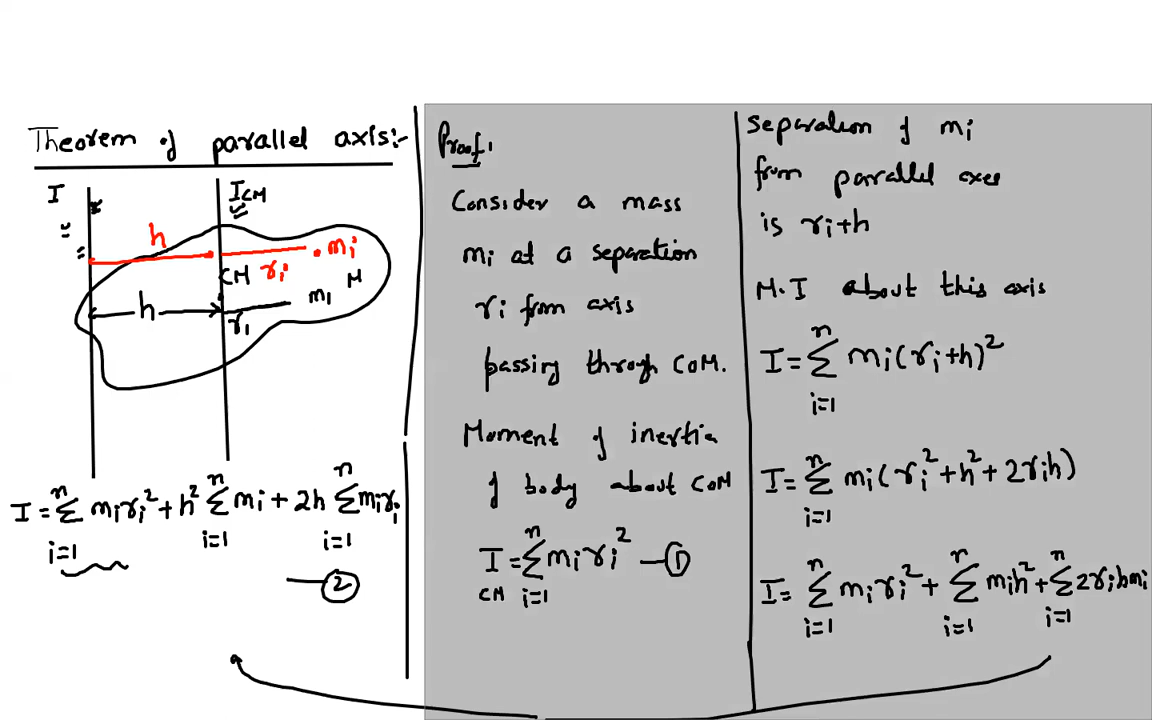 Theorem of parallel axis:-
I
I CM
h
CM ri . mi
M
h
r1 m1
I = n Σ i=1 miri² + h² n Σ i=1 mi + 2h n Σ i=1 miri
—②
Proof:
Consider a mass
mi at a separation
ri from axis
passing through COM.
Moment of inertia
of body about COM
I CM = n Σ i=1 miri² —①
Separation of mi
from parallel axes
is ri+h
M.I about this axis
I = n Σ i=1 mi(ri+h)²
I = n Σ i=1 mi(ri²+h²+2rih)
I = n Σ i=1 miri² + n Σ i=1 mih² + n Σ i=1 2rihmi